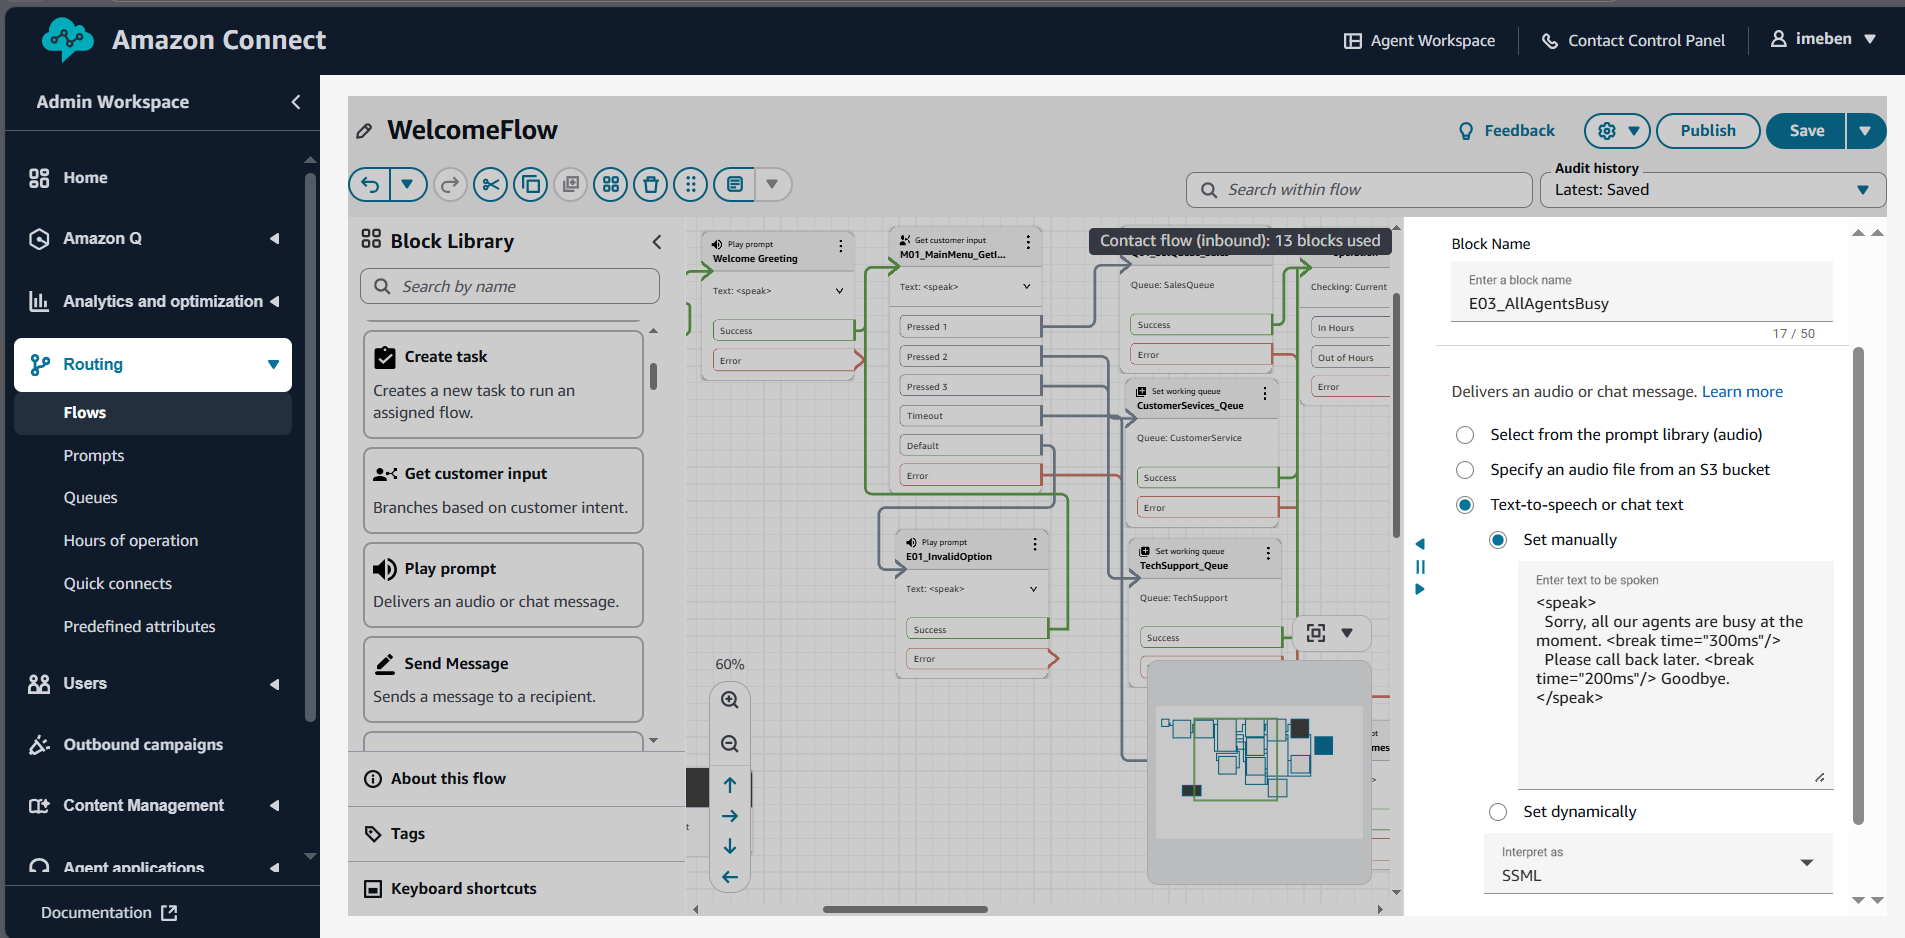 Amazon Connect
Agent Workspace
Contact Control Panel
imeben
Admin Workspace
Home
Amazon Q
Analytics and optimization
Routing
Flows
Prompts
Queues
Hours of operation
Quick connects
Predefined attributes
Users
Outbound campaigns
Content Management
Agent applications
Documentation
WelcomeFlow
Feedback
Publish
Save
Search within flow
Audit history
Latest: Saved
Block Library
Search by name
Create task
Creates a new task to run an
assigned flow.
Get customer input
Branches based on customer intent.
Play prompt
Delivers an audio or chat message.
Send Message
Sends a message to a recipient.
About this flow
Tags
Keyboard shortcuts
Contact flow (inbound): 13 blocks used
Play prompt
Welcome Greeting
Text: <speak>
Success
Error
Get customer input
M01_MainMenu_GetI...
Text: <speak>
Pressed 1
Pressed 2
Pressed 3
Timeout
Default
Error
Play prompt
E01_InvalidOption
Text: <speak>
Success
Error
Queue: SalesQueue
Success
Error
Set working queue
CustomerSevices_Qeue
Queue: CustomerService
Success
Error
Set working queue
TechSupport_Qeue
Queue: TechSupport
Success
Checking: Current
In Hours
Out of Hours
Error
60%
Block Name
Enter a block name
E03_AllAgentsBusy
17 / 50
Delivers an audio or chat message. Learn more
Select from the prompt library (audio)
Specify an audio file from an S3 bucket
Text-to-speech or chat text
Set manually
Enter text to be spoken
<speak>
Sorry, all our agents are busy at the
moment. <break time="300ms"/>
Please call back later. <break
time="200ms"/> Goodbye.
</speak>
Set dynamically
Interpret as
SSML